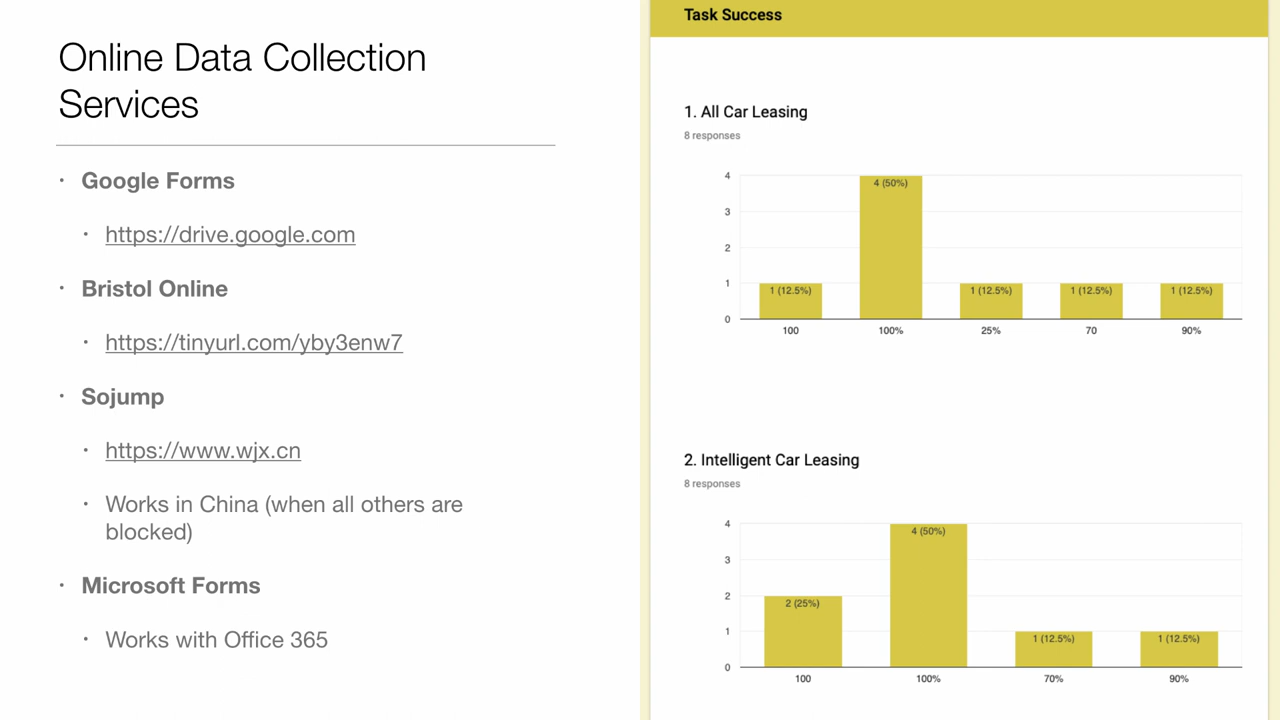 Online Data Collection
Services
• Google Forms
• https://drive.google.com
• Bristol Online
• https://tinyurl.com/yby3enw7
• Sojump
• https://www.wjx.cn
• Works in China (when all others are
blocked)
• Microsoft Forms
• Works with Office 365
Task Success
1. All Car Leasing
8 responses
4
3
2
1
0
1 (12.5%)
4 (50%)
1 (12.5%)
1 (12.5%)
1 (12.5%)
100
100%
25%
70
90%
2. Intelligent Car Leasing
8 responses
4
3
2
1
0
2 (25%)
4 (50%)
1 (12.5%)
1 (12.5%)
100
100%
70%
90%